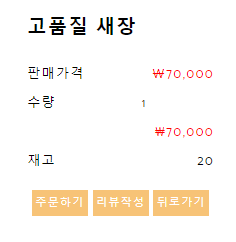 고품질 새장
판매가격 ₩70,000
수량 1
₩70,000
재고 20
주문하기 리뷰작성 뒤로가기